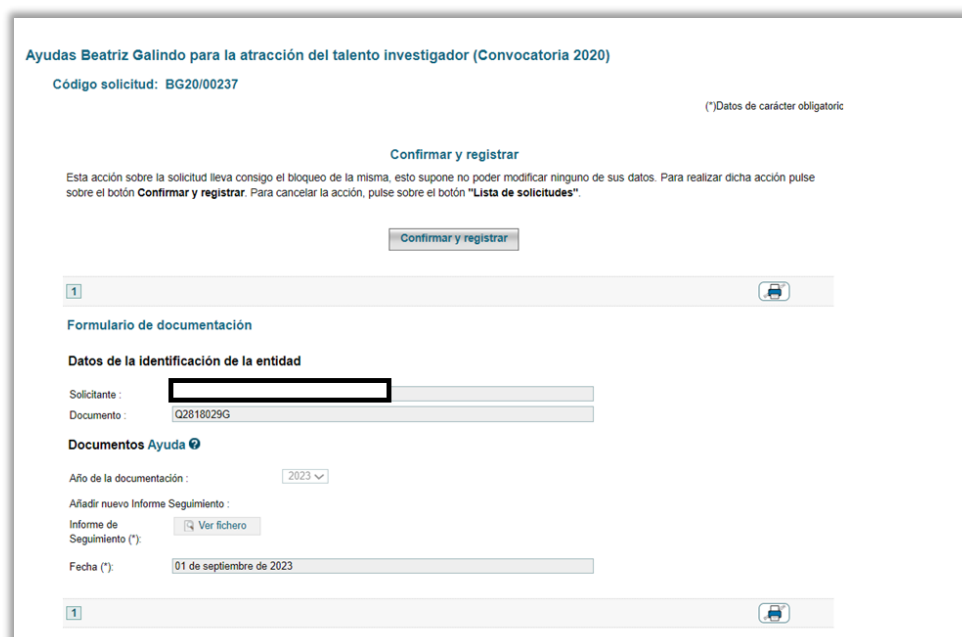 Ayudas Beatriz Galindo para la atracción del talento investigador (Convocatoria 2020)
Código solicitud: BG20/00237
(*)Datos de carácter obligatoric
Confirmar y registrar
Esta acción sobre la solicitud lleva consigo el bloqueo de la misma, esto supone no poder modificar ninguno de sus datos. Para realizar dicha acción pulse
sobre el botón Confirmar y registrar. Para cancelar la acción, pulse sobre el botón "Lista de solicitudes".
Confirmar y registrar
1
Formulario de documentación
Datos de la identificación de la entidad
Solicitante :
Documento : Q2818029G
Documentos Ayuda ?
Año de la documentación : 2023
Añadir nuevo Informe Seguimiento :
Informe de
Seguimiento (*): Ver fichero
Fecha (*): 01 de septiembre de 2023
1